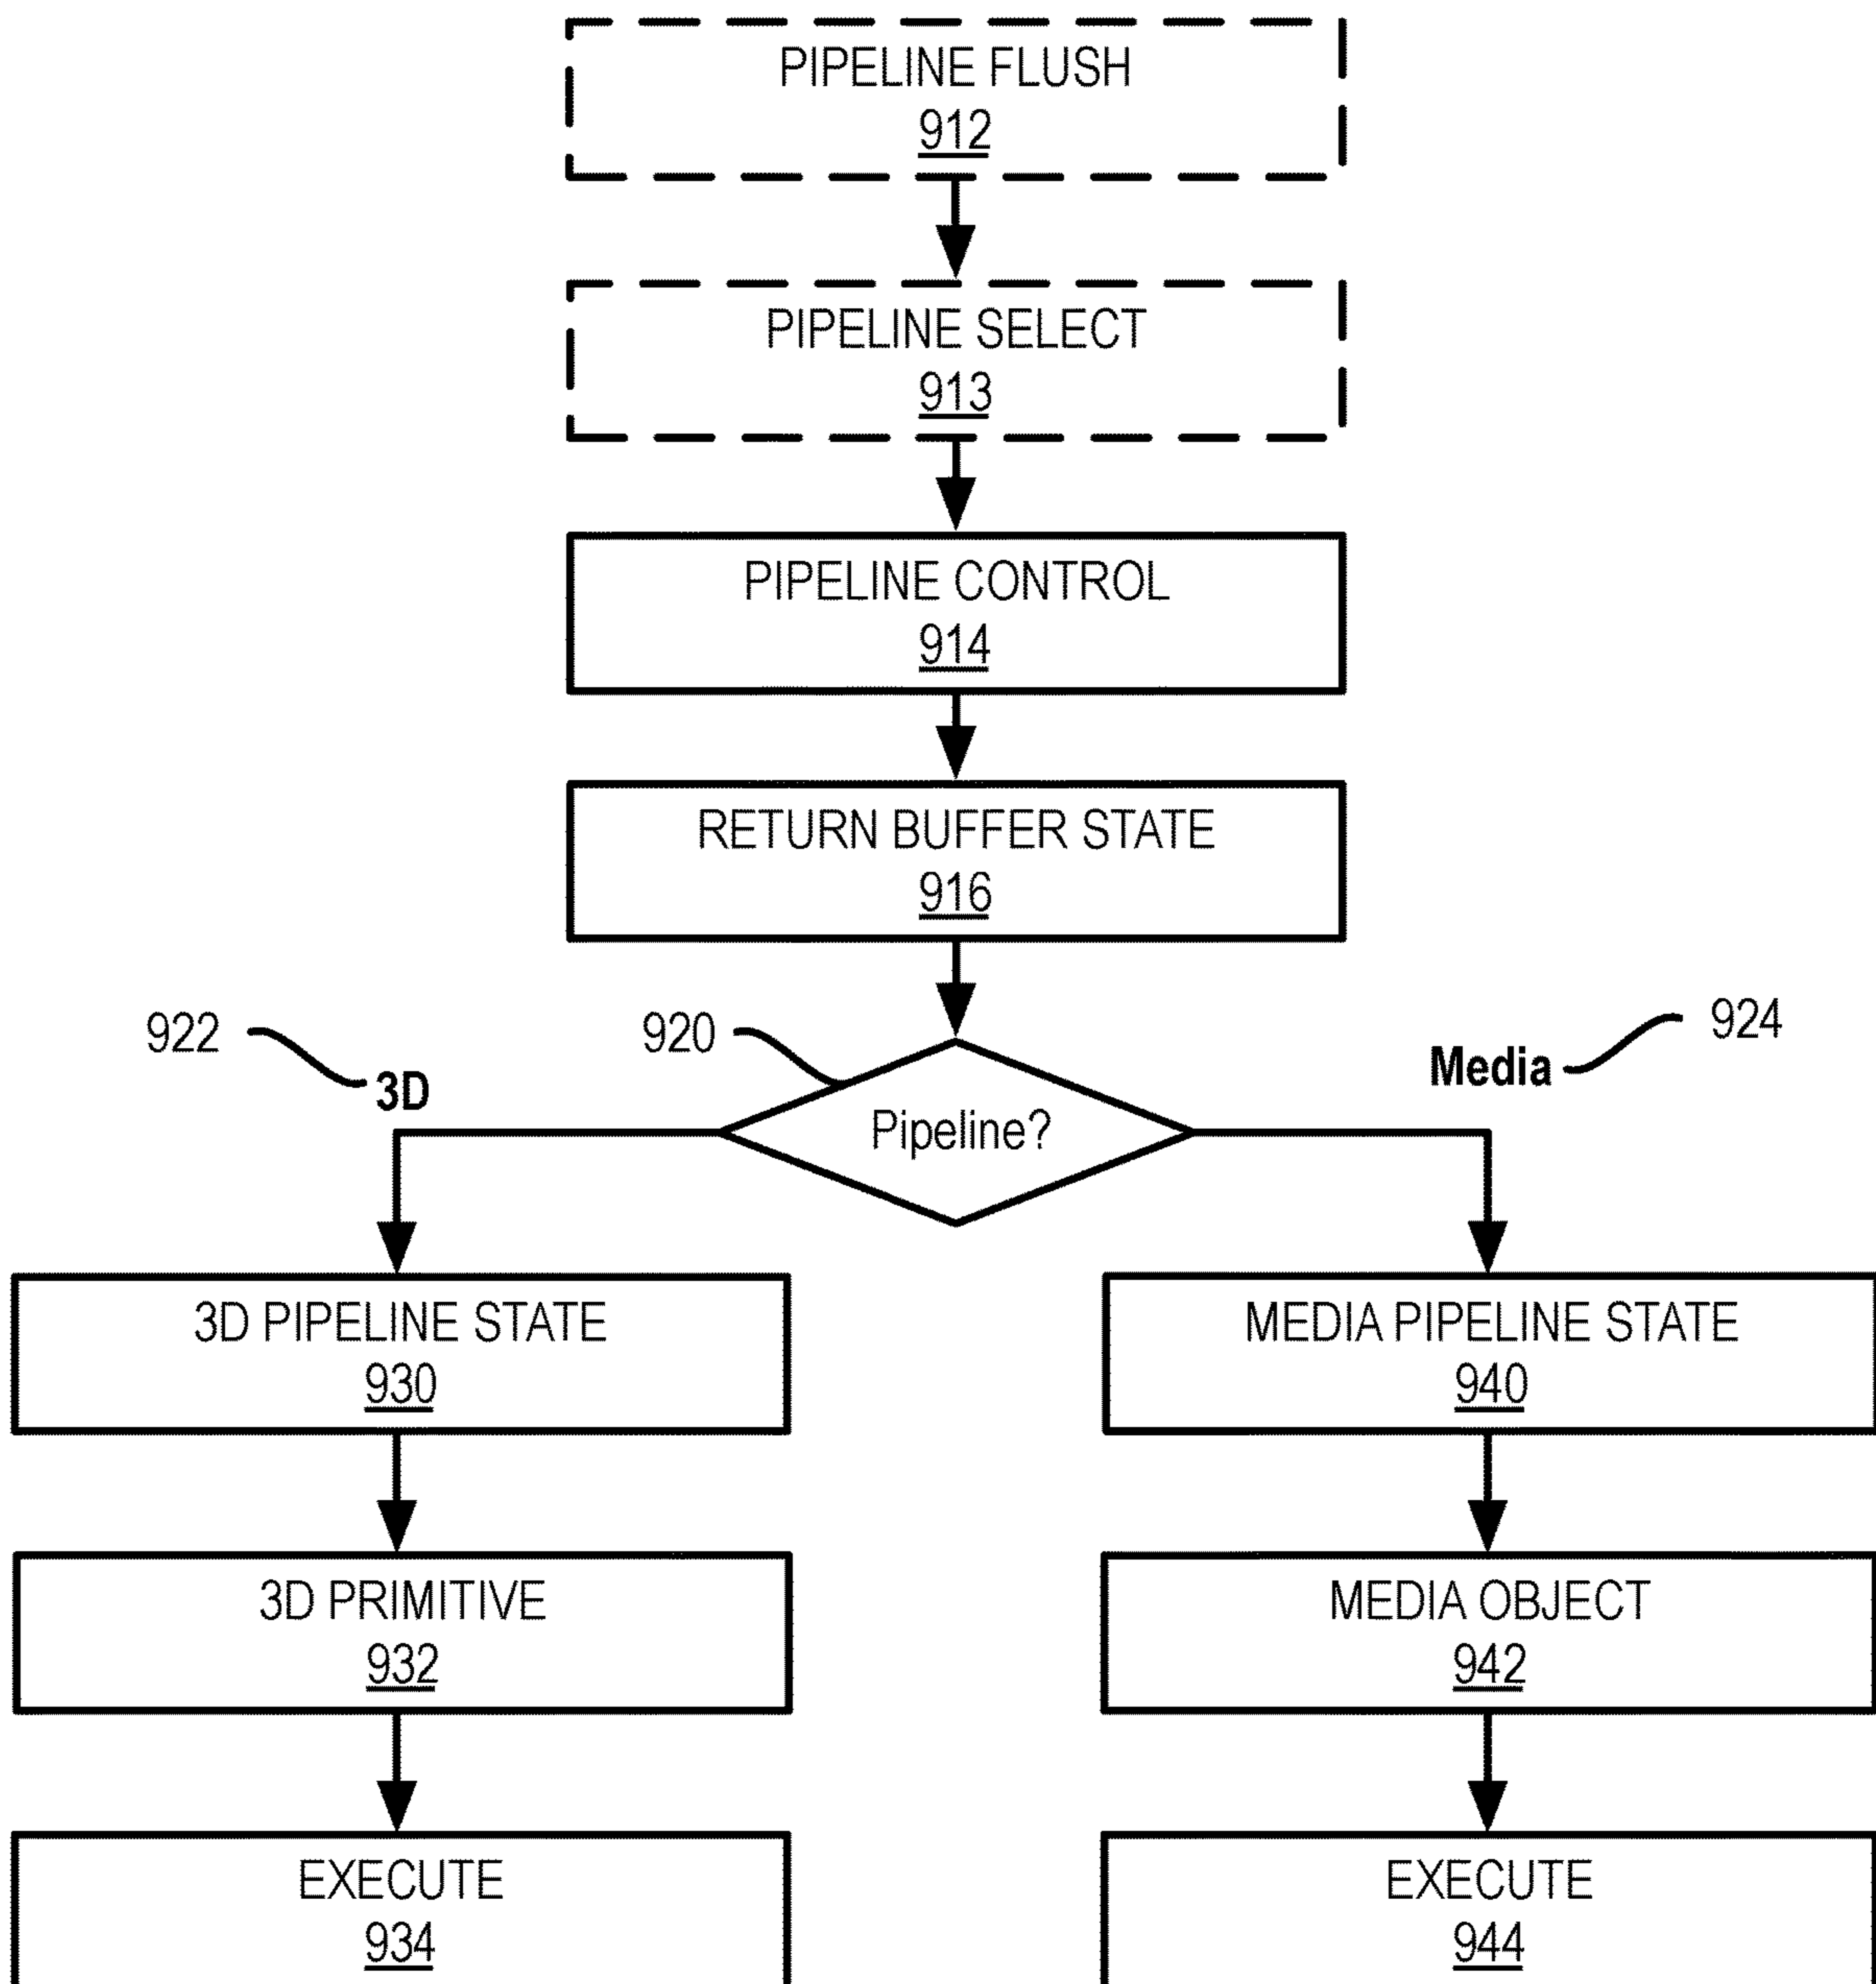 PIPELINE FLUSH
912
PIPELINE SELECT
913
PIPELINE CONTROL
914
RETURN BUFFER STATE
916
922
920
924
3D
Media
Pipeline?
3D PIPELINE STATE
930
MEDIA PIPELINE STATE
940
3D PRIMITIVE
932
MEDIA OBJECT
942
EXECUTE
934
EXECUTE
944